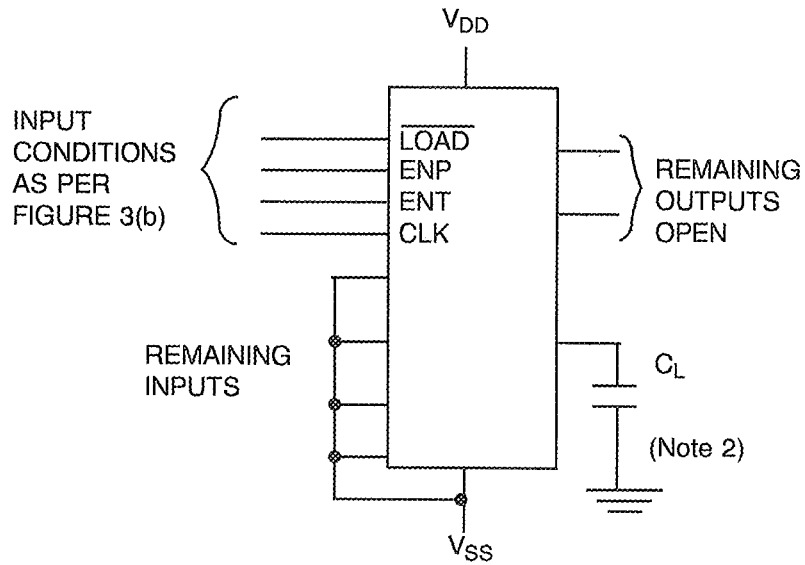 V_DD
INPUT
CONDITIONS
AS PER
FIGURE 3(b)
L̅O̅A̅D̅
ENP
ENT
CLK
REMAINING
OUTPUTS
OPEN
REMAINING
INPUTS
C_L
(Note 2)
V_SS